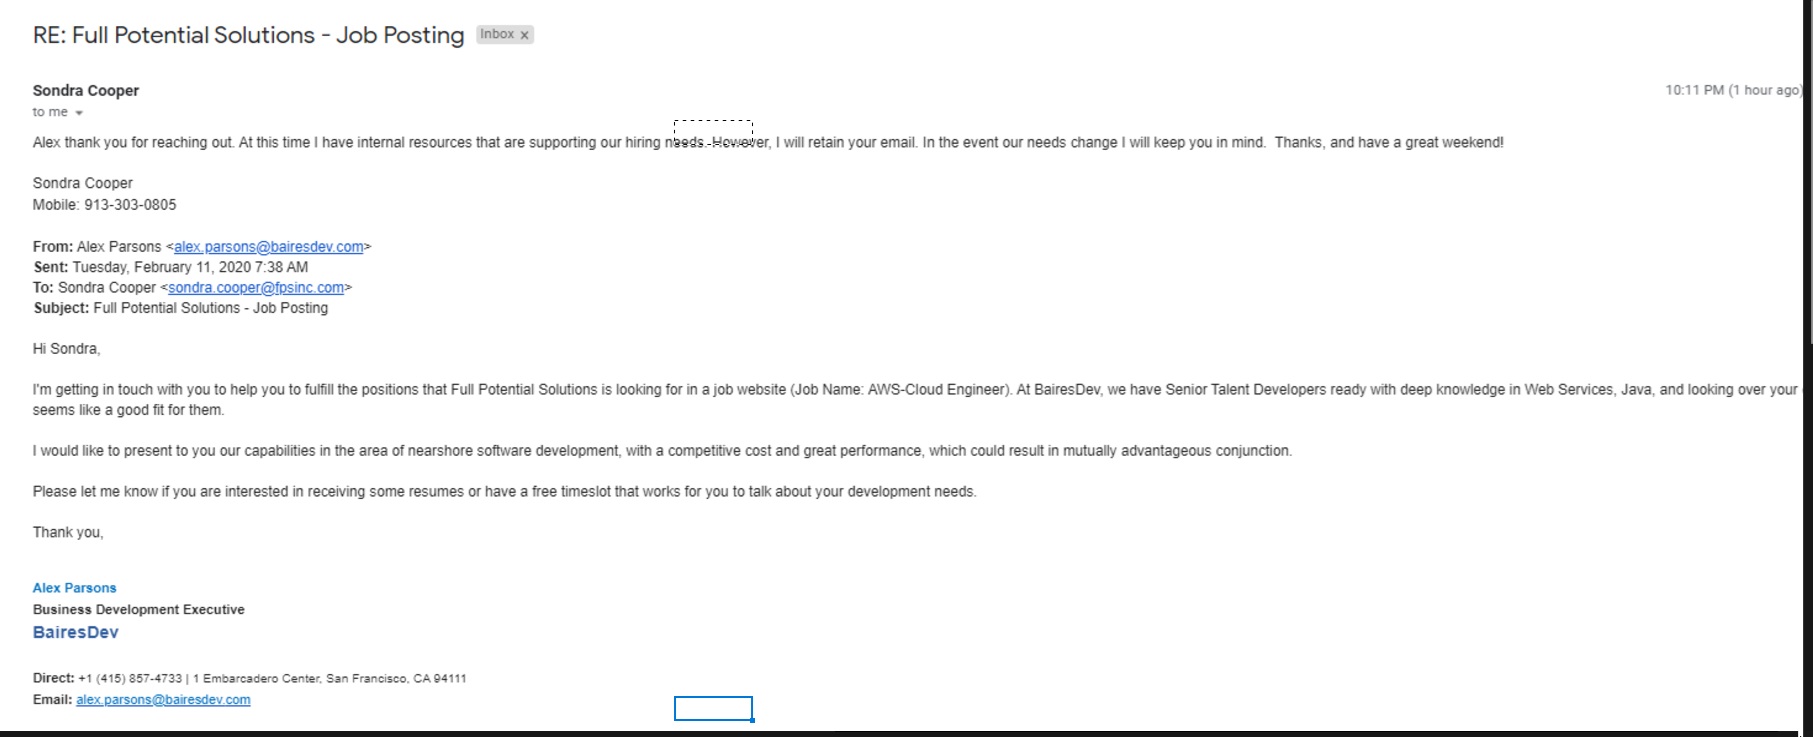 RE: Full Potential Solutions - Job Posting Inbox x
Sondra Cooper 10:11 PM (1 hour ago)
to me
Alex thank you for reaching out. At this time I have internal resources that are supporting our hiring needs. However, I will retain your email. In the event our needs change I will keep you in mind.  Thanks, and have a great weekend!
Sondra Cooper
Mobile: 913-303-0805
From: Alex Parsons <alex.parsons@bairesdev.com>
Sent: Tuesday, February 11, 2020 7:38 AM
To: Sondra Cooper <sondra.cooper@fpsinc.com>
Subject: Full Potential Solutions - Job Posting
Hi Sondra,
I'm getting in touch with you to help you to fulfill the positions that Full Potential Solutions is looking for in a job website (Job Name: AWS-Cloud Engineer). At BairesDev, we have Senior Talent Developers ready with deep knowledge in Web Services, Java, and looking over your
seems like a good fit for them.
I would like to present to you our capabilities in the area of nearshore software development, with a competitive cost and great performance, which could result in mutually advantageous conjunction.
Please let me know if you are interested in receiving some resumes or have a free timeslot that works for you to talk about your development needs.
Thank you,
Alex Parsons
Business Development Executive
BairesDev
Direct: +1 (415) 857-4733 | 1 Embarcadero Center, San Francisco, CA 94111
Email: alex.parsons@bairesdev.com